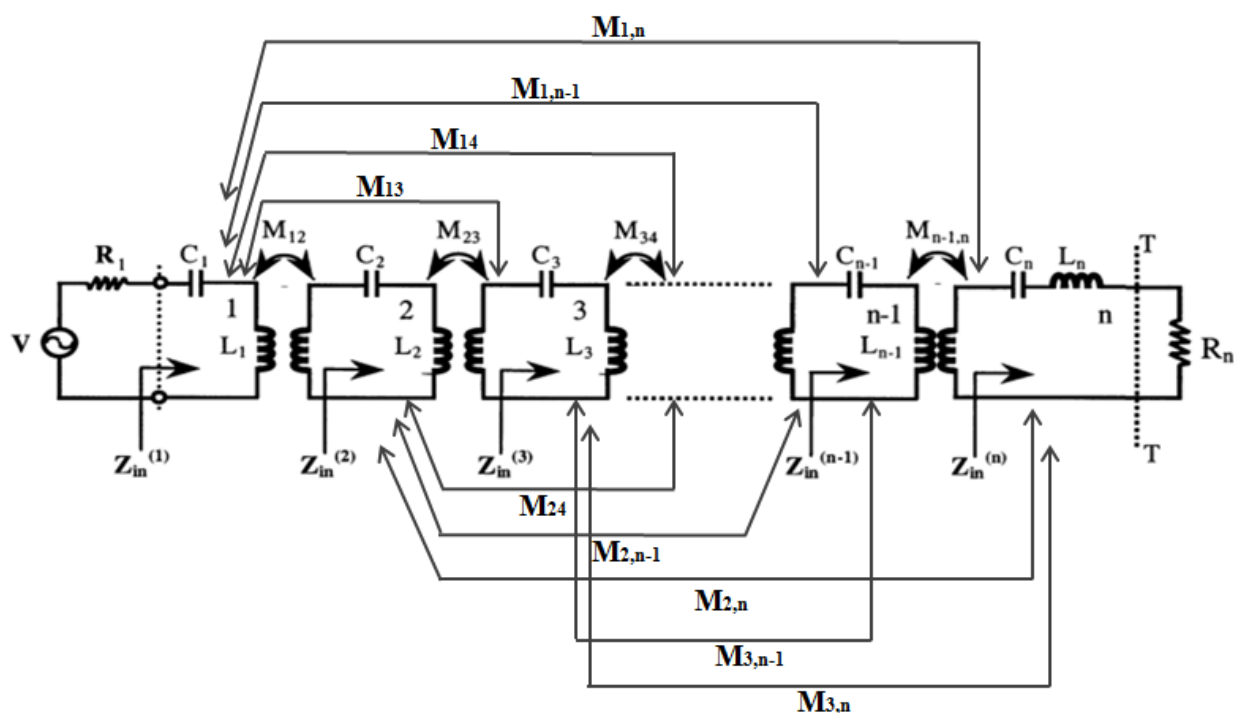 M1,n
M1,n-1
M14
M13
M12 M23 M34 Mn-1,n
R1 C1 C2 C3 Cn-1 Cn Ln T
1 2 3 n-1 n
V L1 L2 L3 Ln-1 Rn
Zin(1) Zin(2) Zin(3) Zin(n-1) Zin(n) T
M24
M2,n-1
M2,n
M3,n-1
M3,n